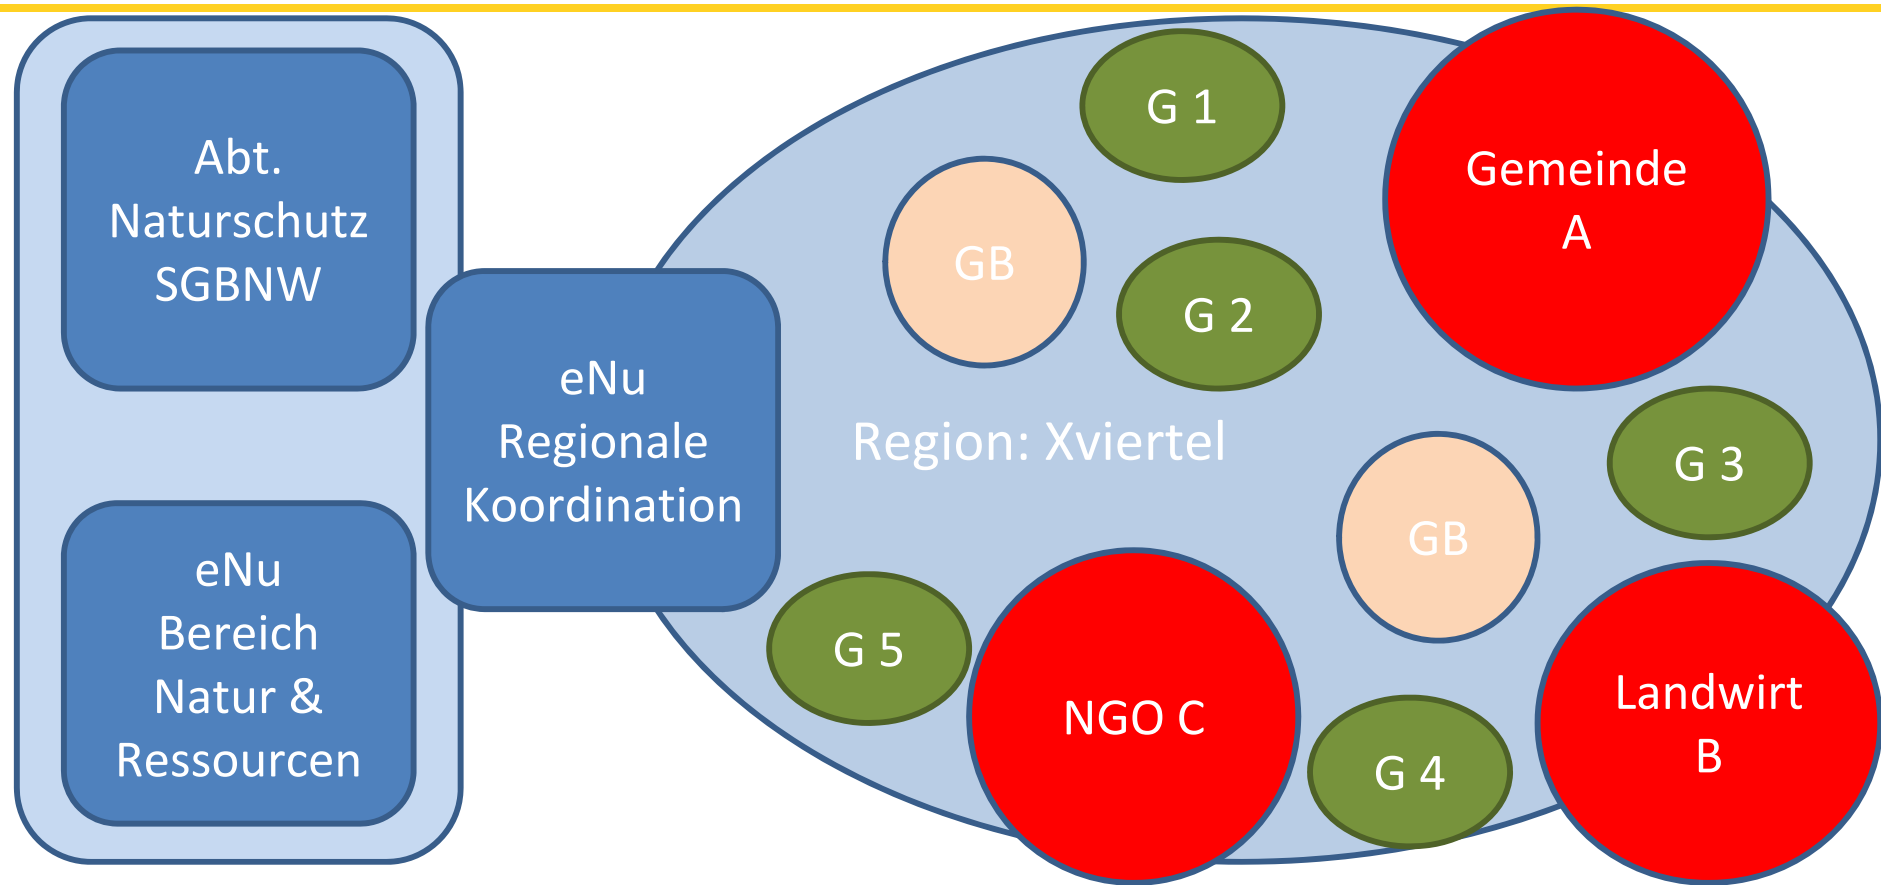 Abt.
Naturschutz
SGBNW
eNu
Bereich
Natur &
Ressourcen
eNu
Regionale
Koordination
Region: Xviertel
G 1
GB
G 2
Gemeinde
A
G 3
GB
G 5
NGO C
G 4
Landwirt
B